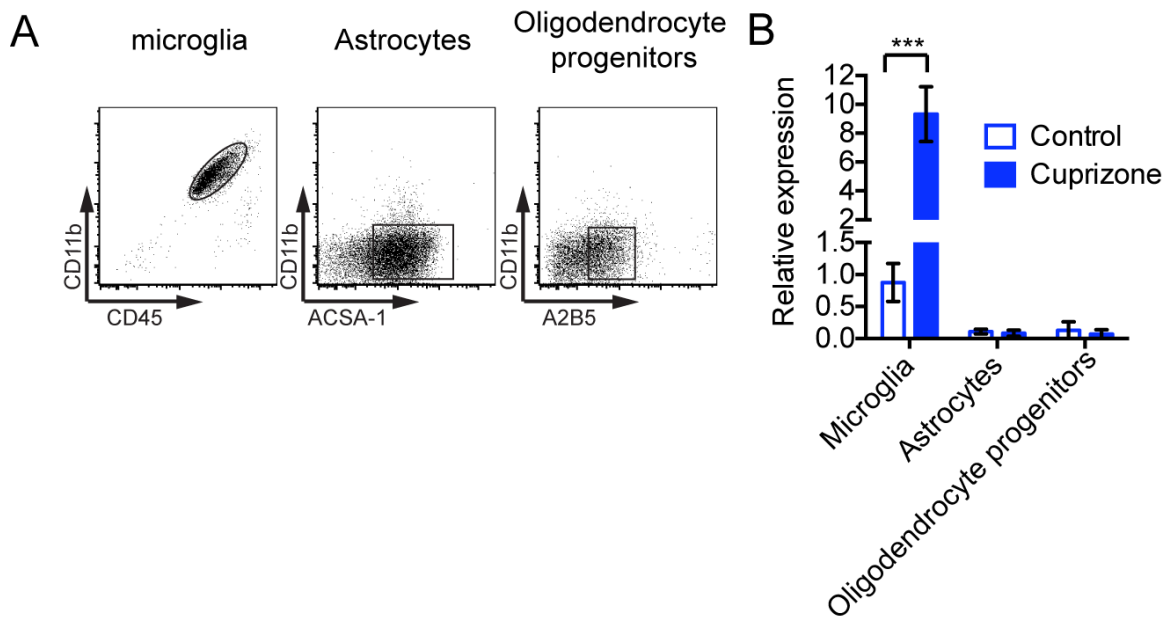 A
microglia
Astrocytes
Oligodendrocyte
progenitors
CD11b
CD45
CD11b
ACSA-1
CD11b
A2B5
B
***
Relative expression
12
10
8
6
4
2
1.5
1.0
0.5
0.0
Control
Cuprizone
Microglia
Astrocytes
Oligodendrocyte progenitors